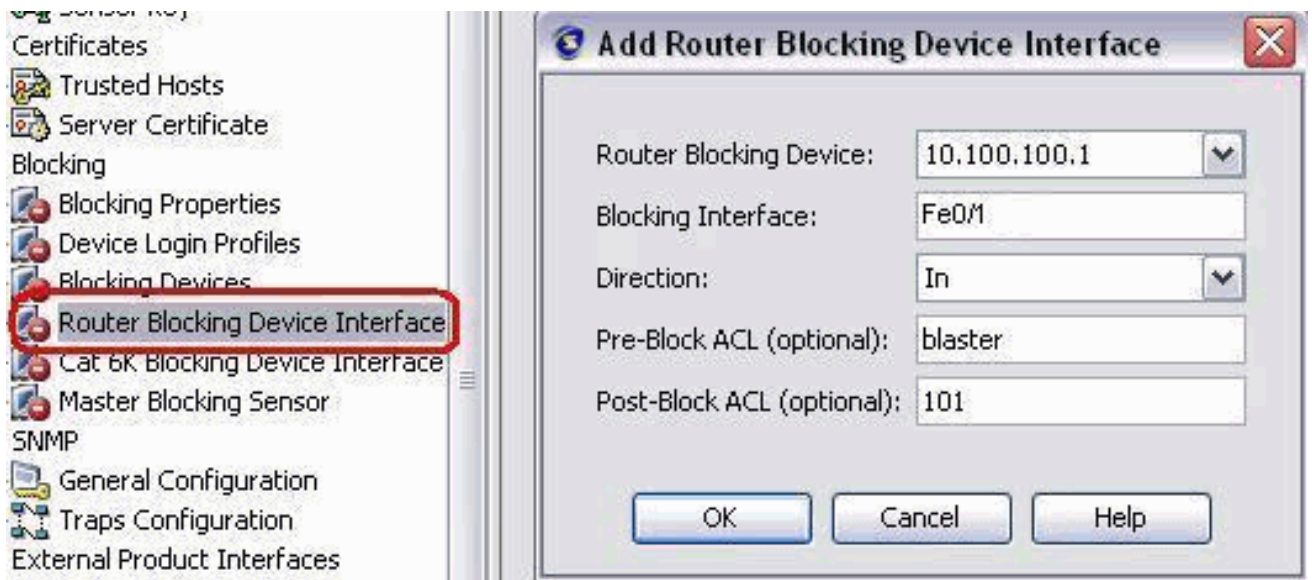 Certificates
Trusted Hosts
Server Certificate
Blocking
Blocking Properties
Device Login Profiles
Blocking Devices
Router Blocking Device Interface
Cat 6K Blocking Device Interface
Master Blocking Sensor
SNMP
General Configuration
Traps Configuration
External Product Interfaces
Add Router Blocking Device Interface
Router Blocking Device: 10.100.100.1
Blocking Interface: Fe0/1
Direction: In
Pre-Block ACL (optional): blaster
Post-Block ACL (optional): 101
OK Cancel Help